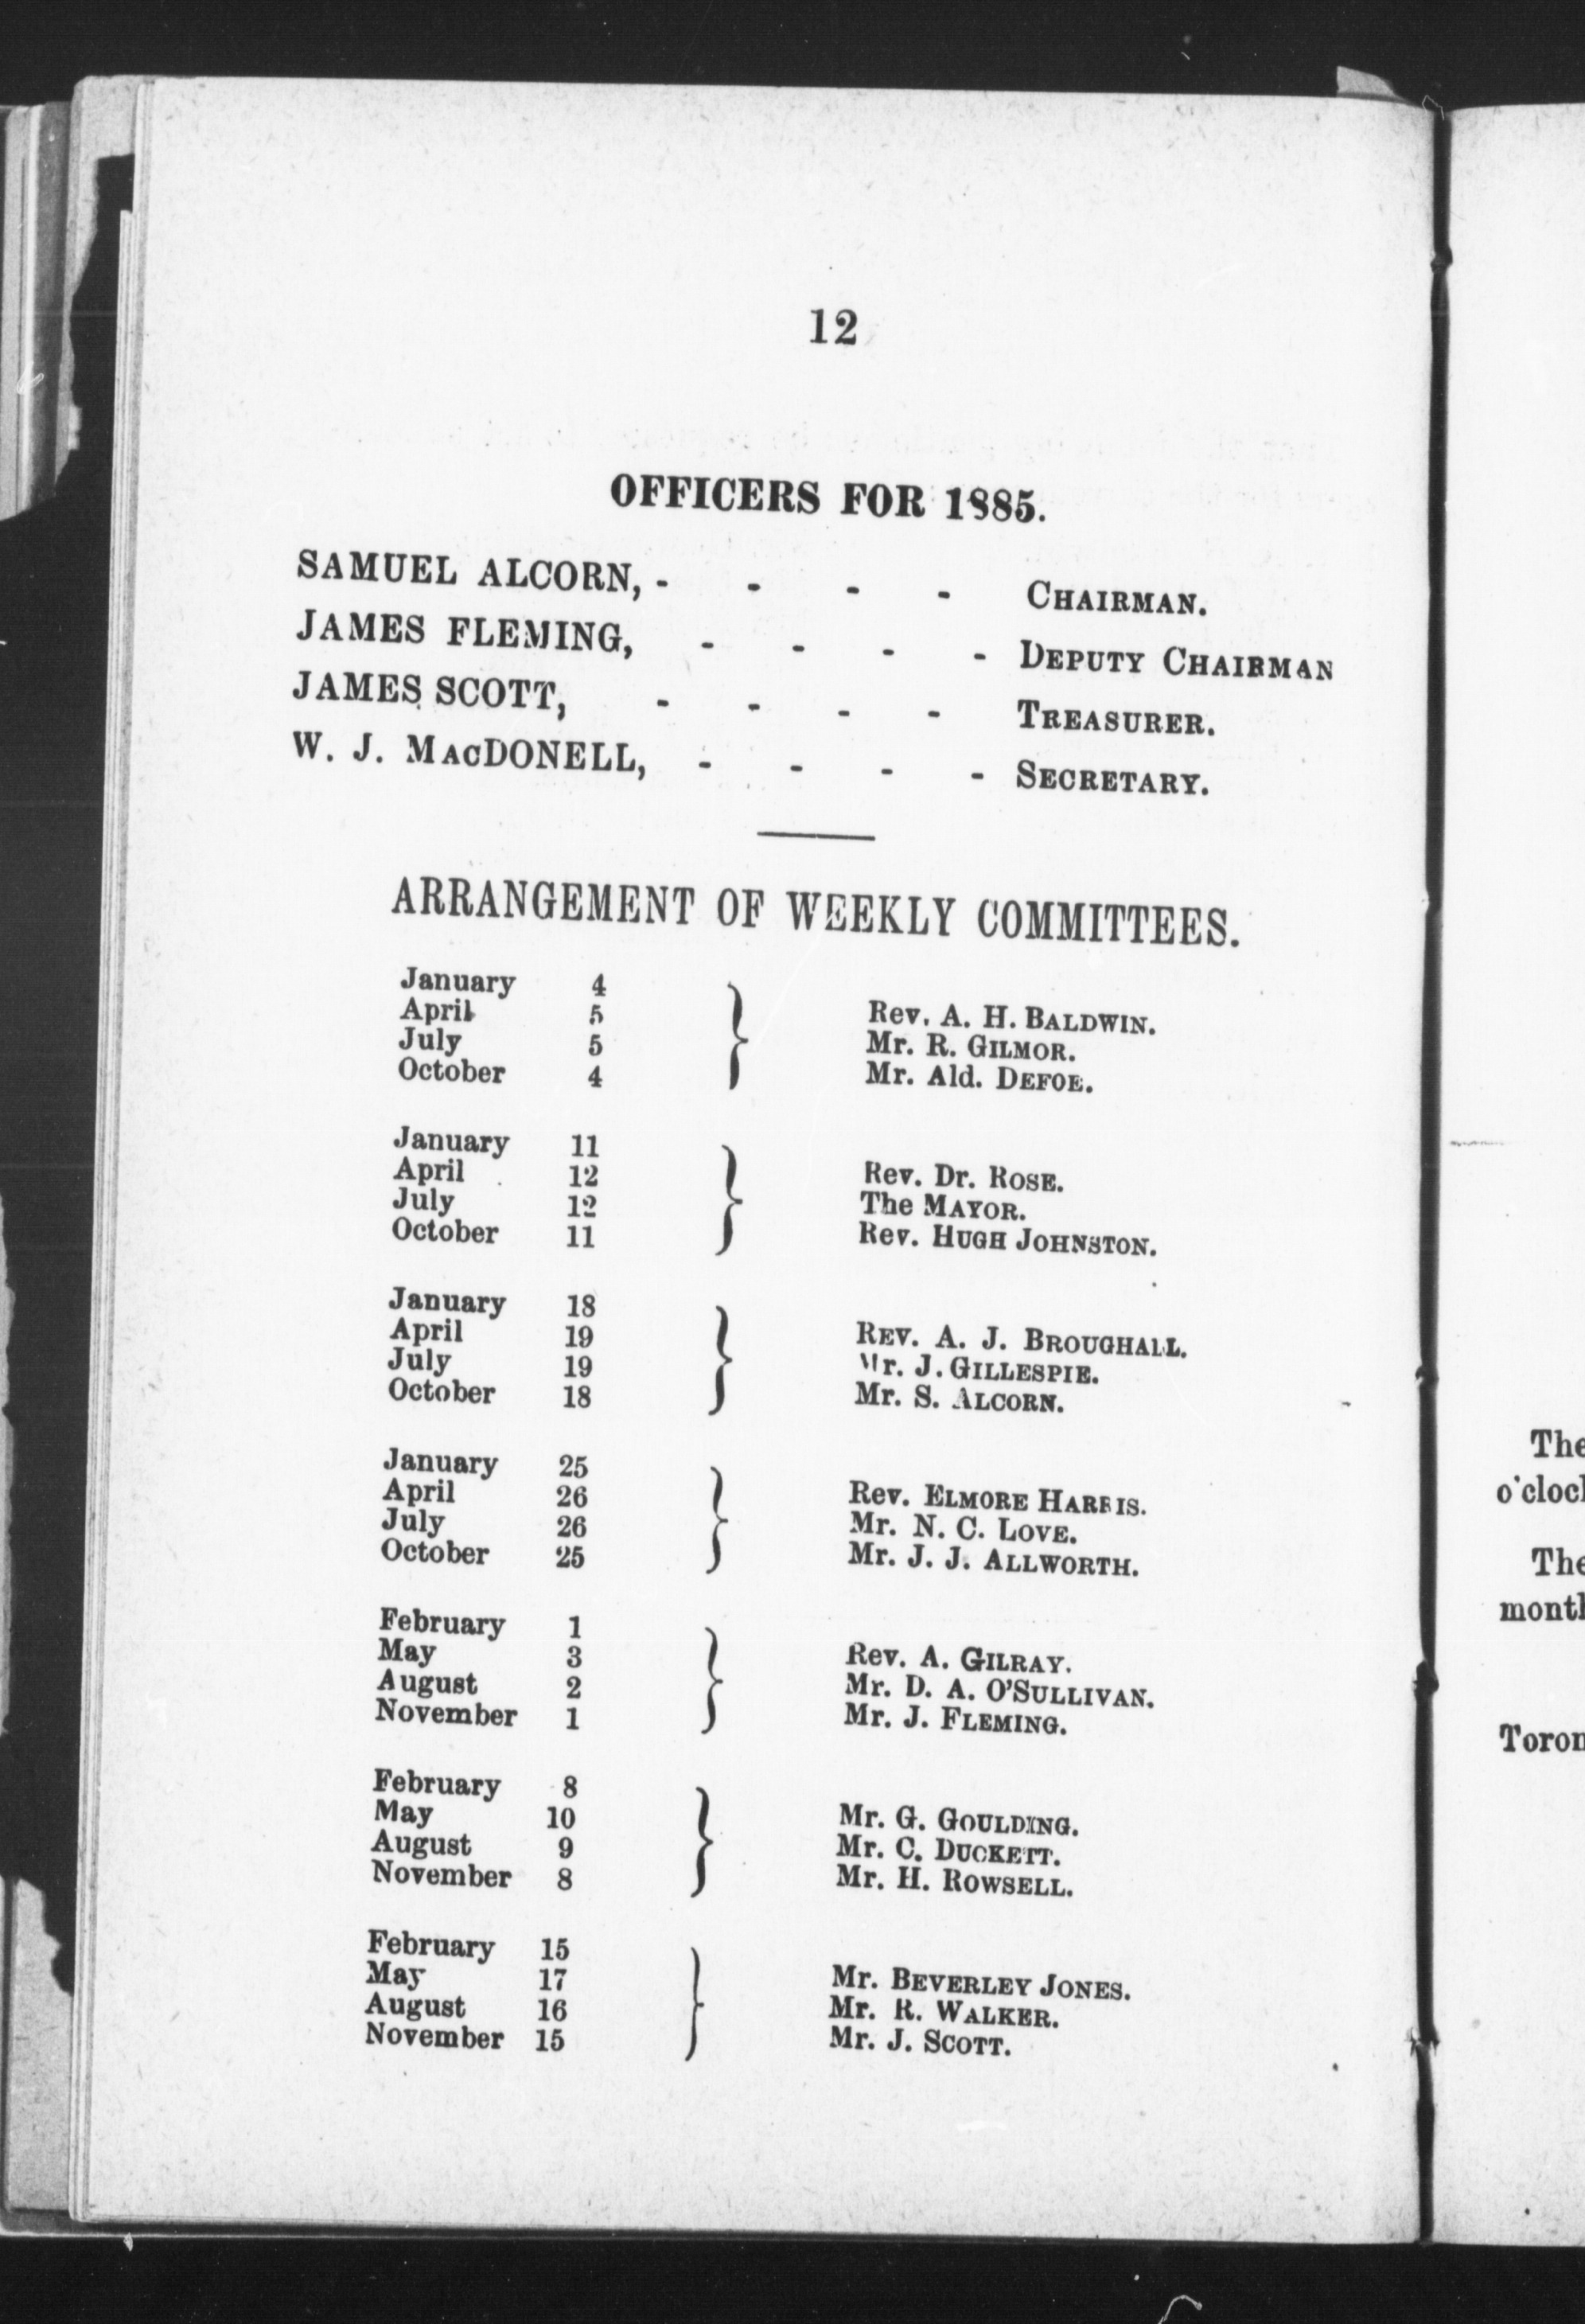 12
OFFICERS FOR 1885.
SAMUEL ALCORN, - - - - CHAIRMAN.
JAMES FLEMING, - - - - DEPUTY CHAIRMAN
JAMES SCOTT, - - - - TREASURER.
W. J. MACDONELL, - - - - SECRETARY.
ARRANGEMENT OF WEEKLY COMMITTEES.
January 4
April 5
July 5
October 4
}
Rev. A. H. BALDWIN.
Mr. R. GILMOR.
Mr. Ald. DEFOE.
January 11
April 12
July 12
October 11
}
Rev. Dr. ROSE.
The MAYOR.
Rev. HUGH JOHNSTON.
January 18
April 19
July 19
October 18
}
REV. A. J. BROUGHALL.
Mr. J. GILLESPIE.
Mr. S. ALCORN.
January 25
April 26
July 26
October 25
}
Rev. ELMORE HARRIS.
Mr. N. C. LOVE.
Mr. J. J. ALLWORTH.
February 1
May 3
August 2
November 1
}
Rev. A. GILRAY.
Mr. D. A. O'SULLIVAN.
Mr. J. FLEMING.
February 8
May 10
August 9
November 8
}
Mr. G. GOULDING.
Mr. C. DUCKETT.
Mr. H. ROWSELL.
February 15
May 17
August 16
November 15
}
Mr. BEVERLEY JONES.
Mr. R. WALKER.
Mr. J. SCOTT.
The
o'cloc
The
mont
Toron